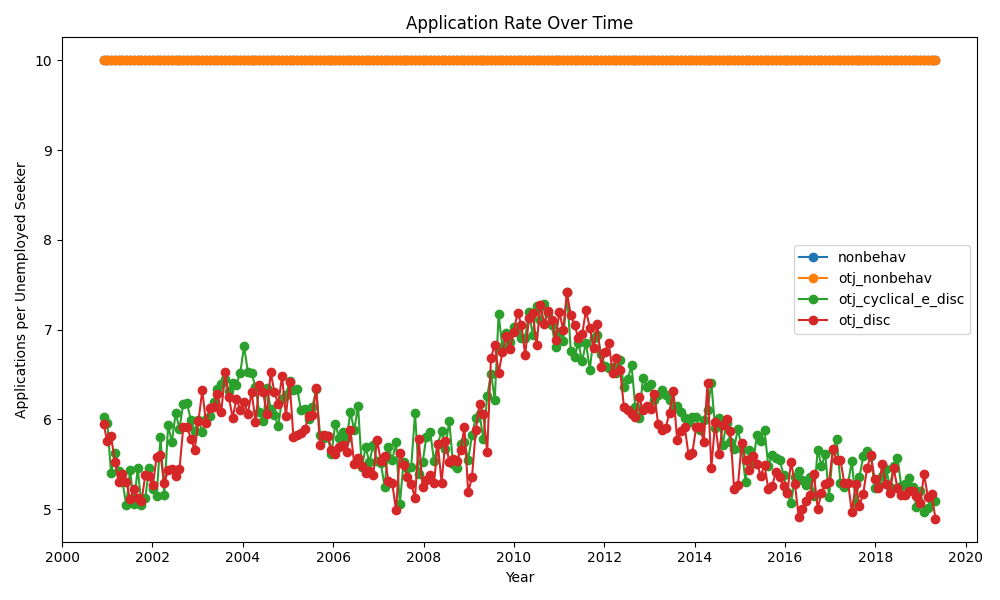 Application Rate Over Time
Applications per Unemployed Seeker
10
9
8
7
6
5
nonbehav
otj_nonbehav
otj_cyclical_e_disc
otj_disc
2000 2002 2004 2006 2008 2010 2012 2014 2016 2018 2020
Year